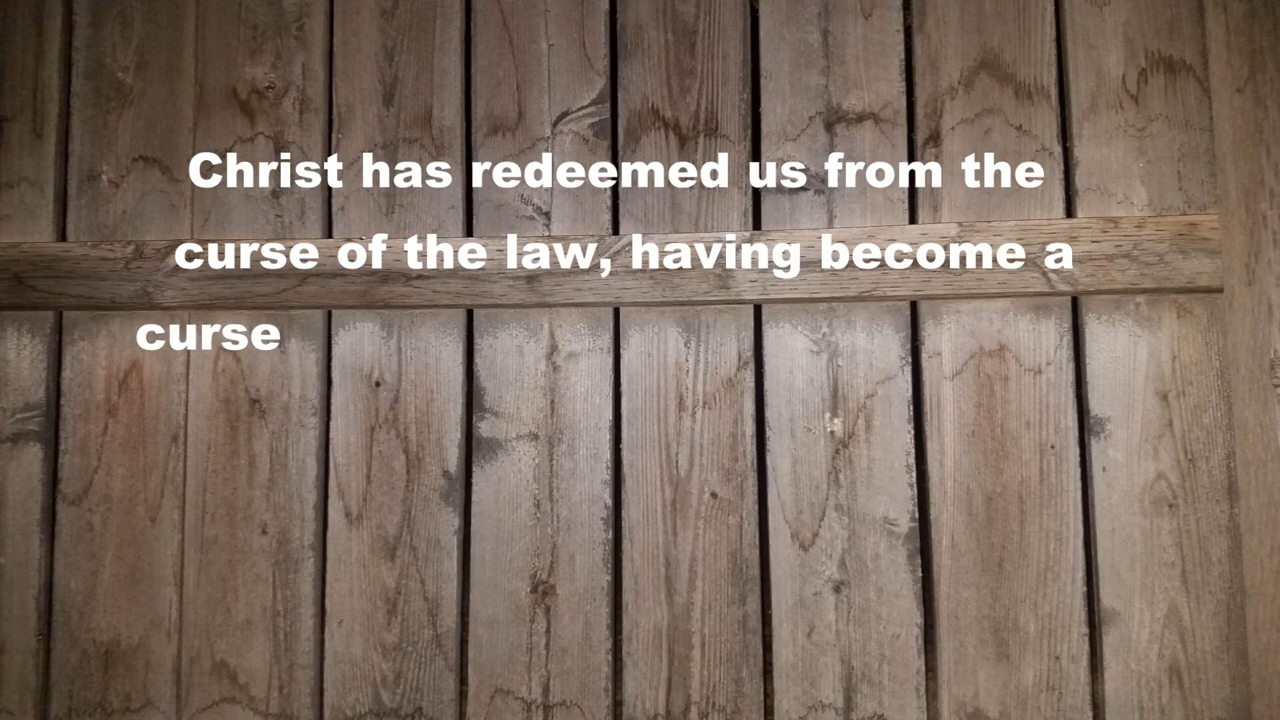 Christ has redeemed us from the
curse of the law, having become a
curse